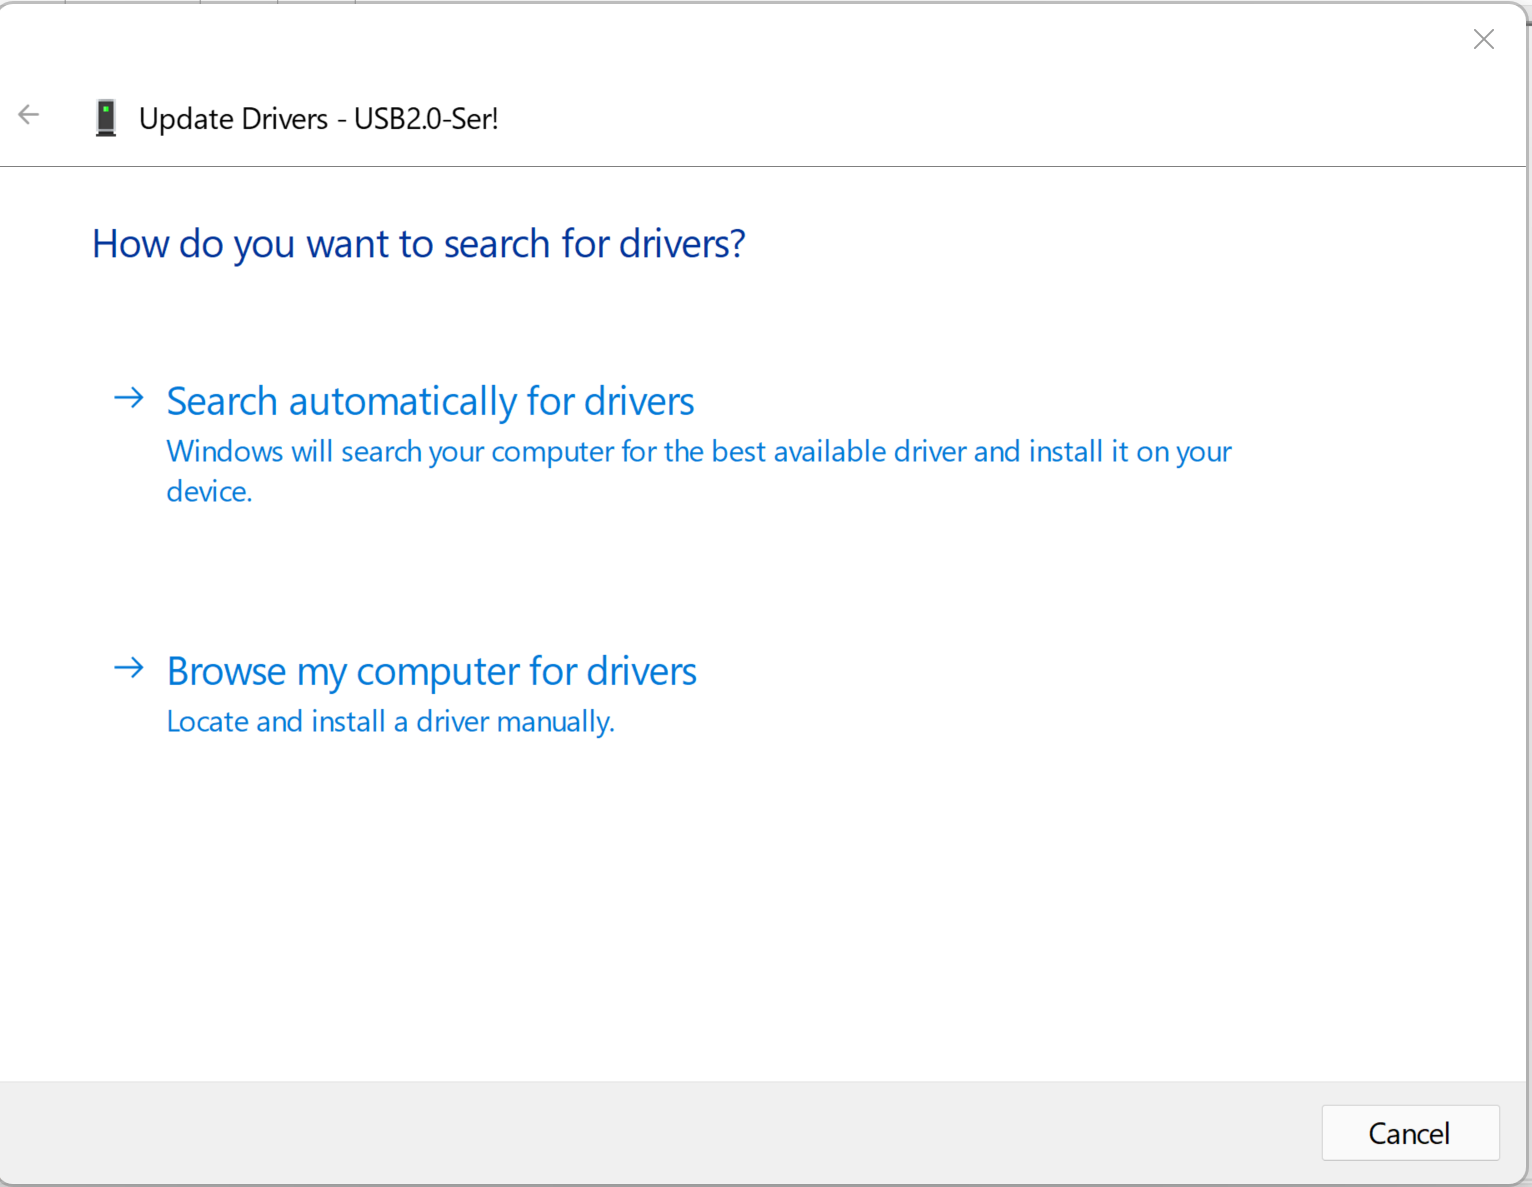 Update Drivers - USB2.0-Ser!
How do you want to search for drivers?
Search automatically for drivers
Windows will search your computer for the best available driver and install it on your
device.
Browse my computer for drivers
Locate and install a driver manually.
Cancel